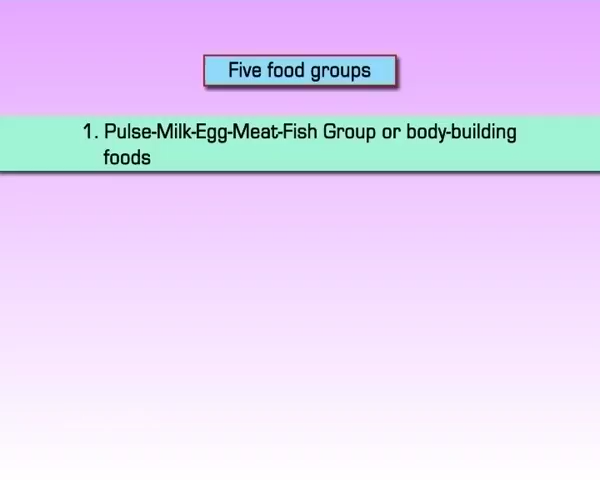 Five food groups
1. Pulse-Milk-Egg-Meat-Fish Group or body-building
foods